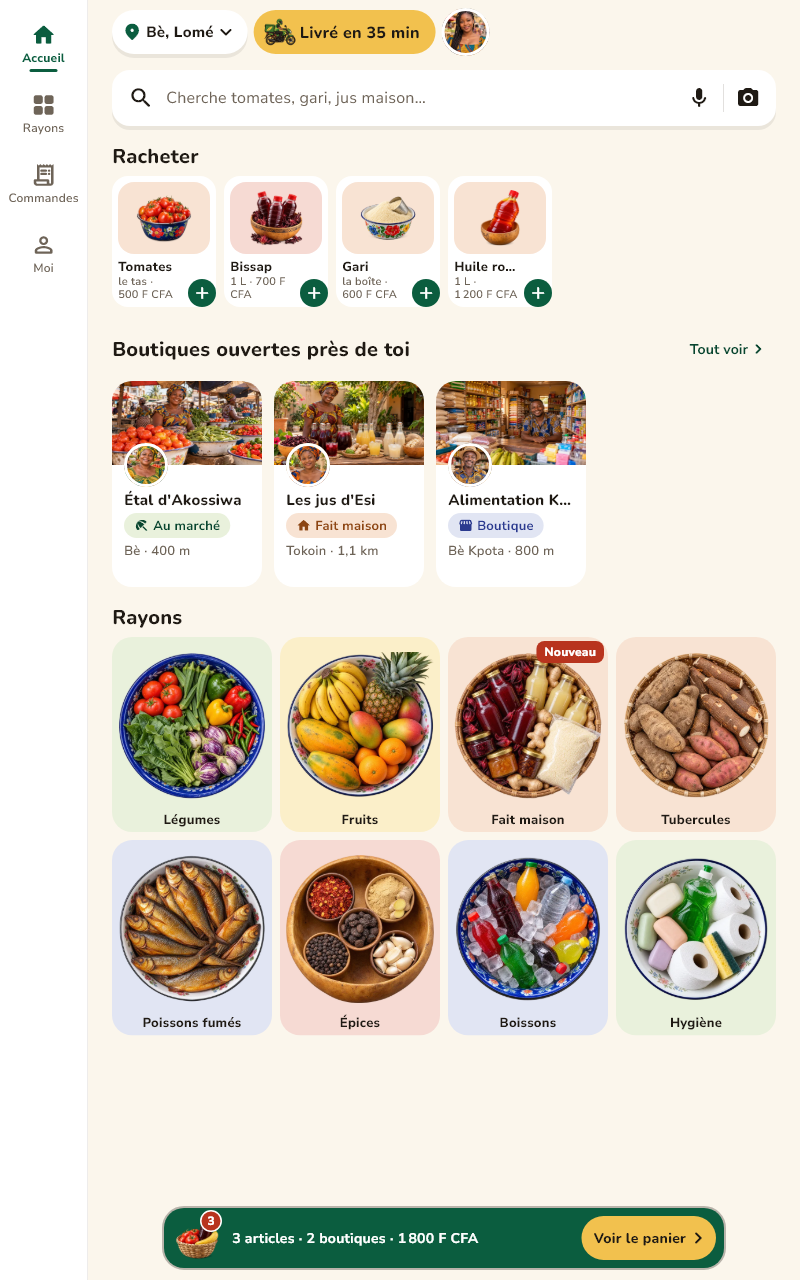 Accueil
Rayons
Commandes
Moi
Bè, Lomé
Livré en 35 min
Cherche tomates, gari, jus maison...
Racheter
Tomates
le tas ·
500 F CFA
Bissap
1 L · 700 F
CFA
Gari
la boîte ·
600 F CFA
Huile ro...
1 L ·
1 200 F CFA
Boutiques ouvertes près de toi
Tout voir
Étal d'Akossiwa
Au marché
Bè · 400 m
Les jus d'Esi
Fait maison
Tokoin · 1,1 km
Alimentation K...
Boutique
Bè Kpota · 800 m
Rayons
Légumes
Fruits
Nouveau
Fait maison
Tubercules
Poissons fumés
Épices
Boissons
Hygiène
3
3 articles · 2 boutiques · 1 800 F CFA
Voir le panier